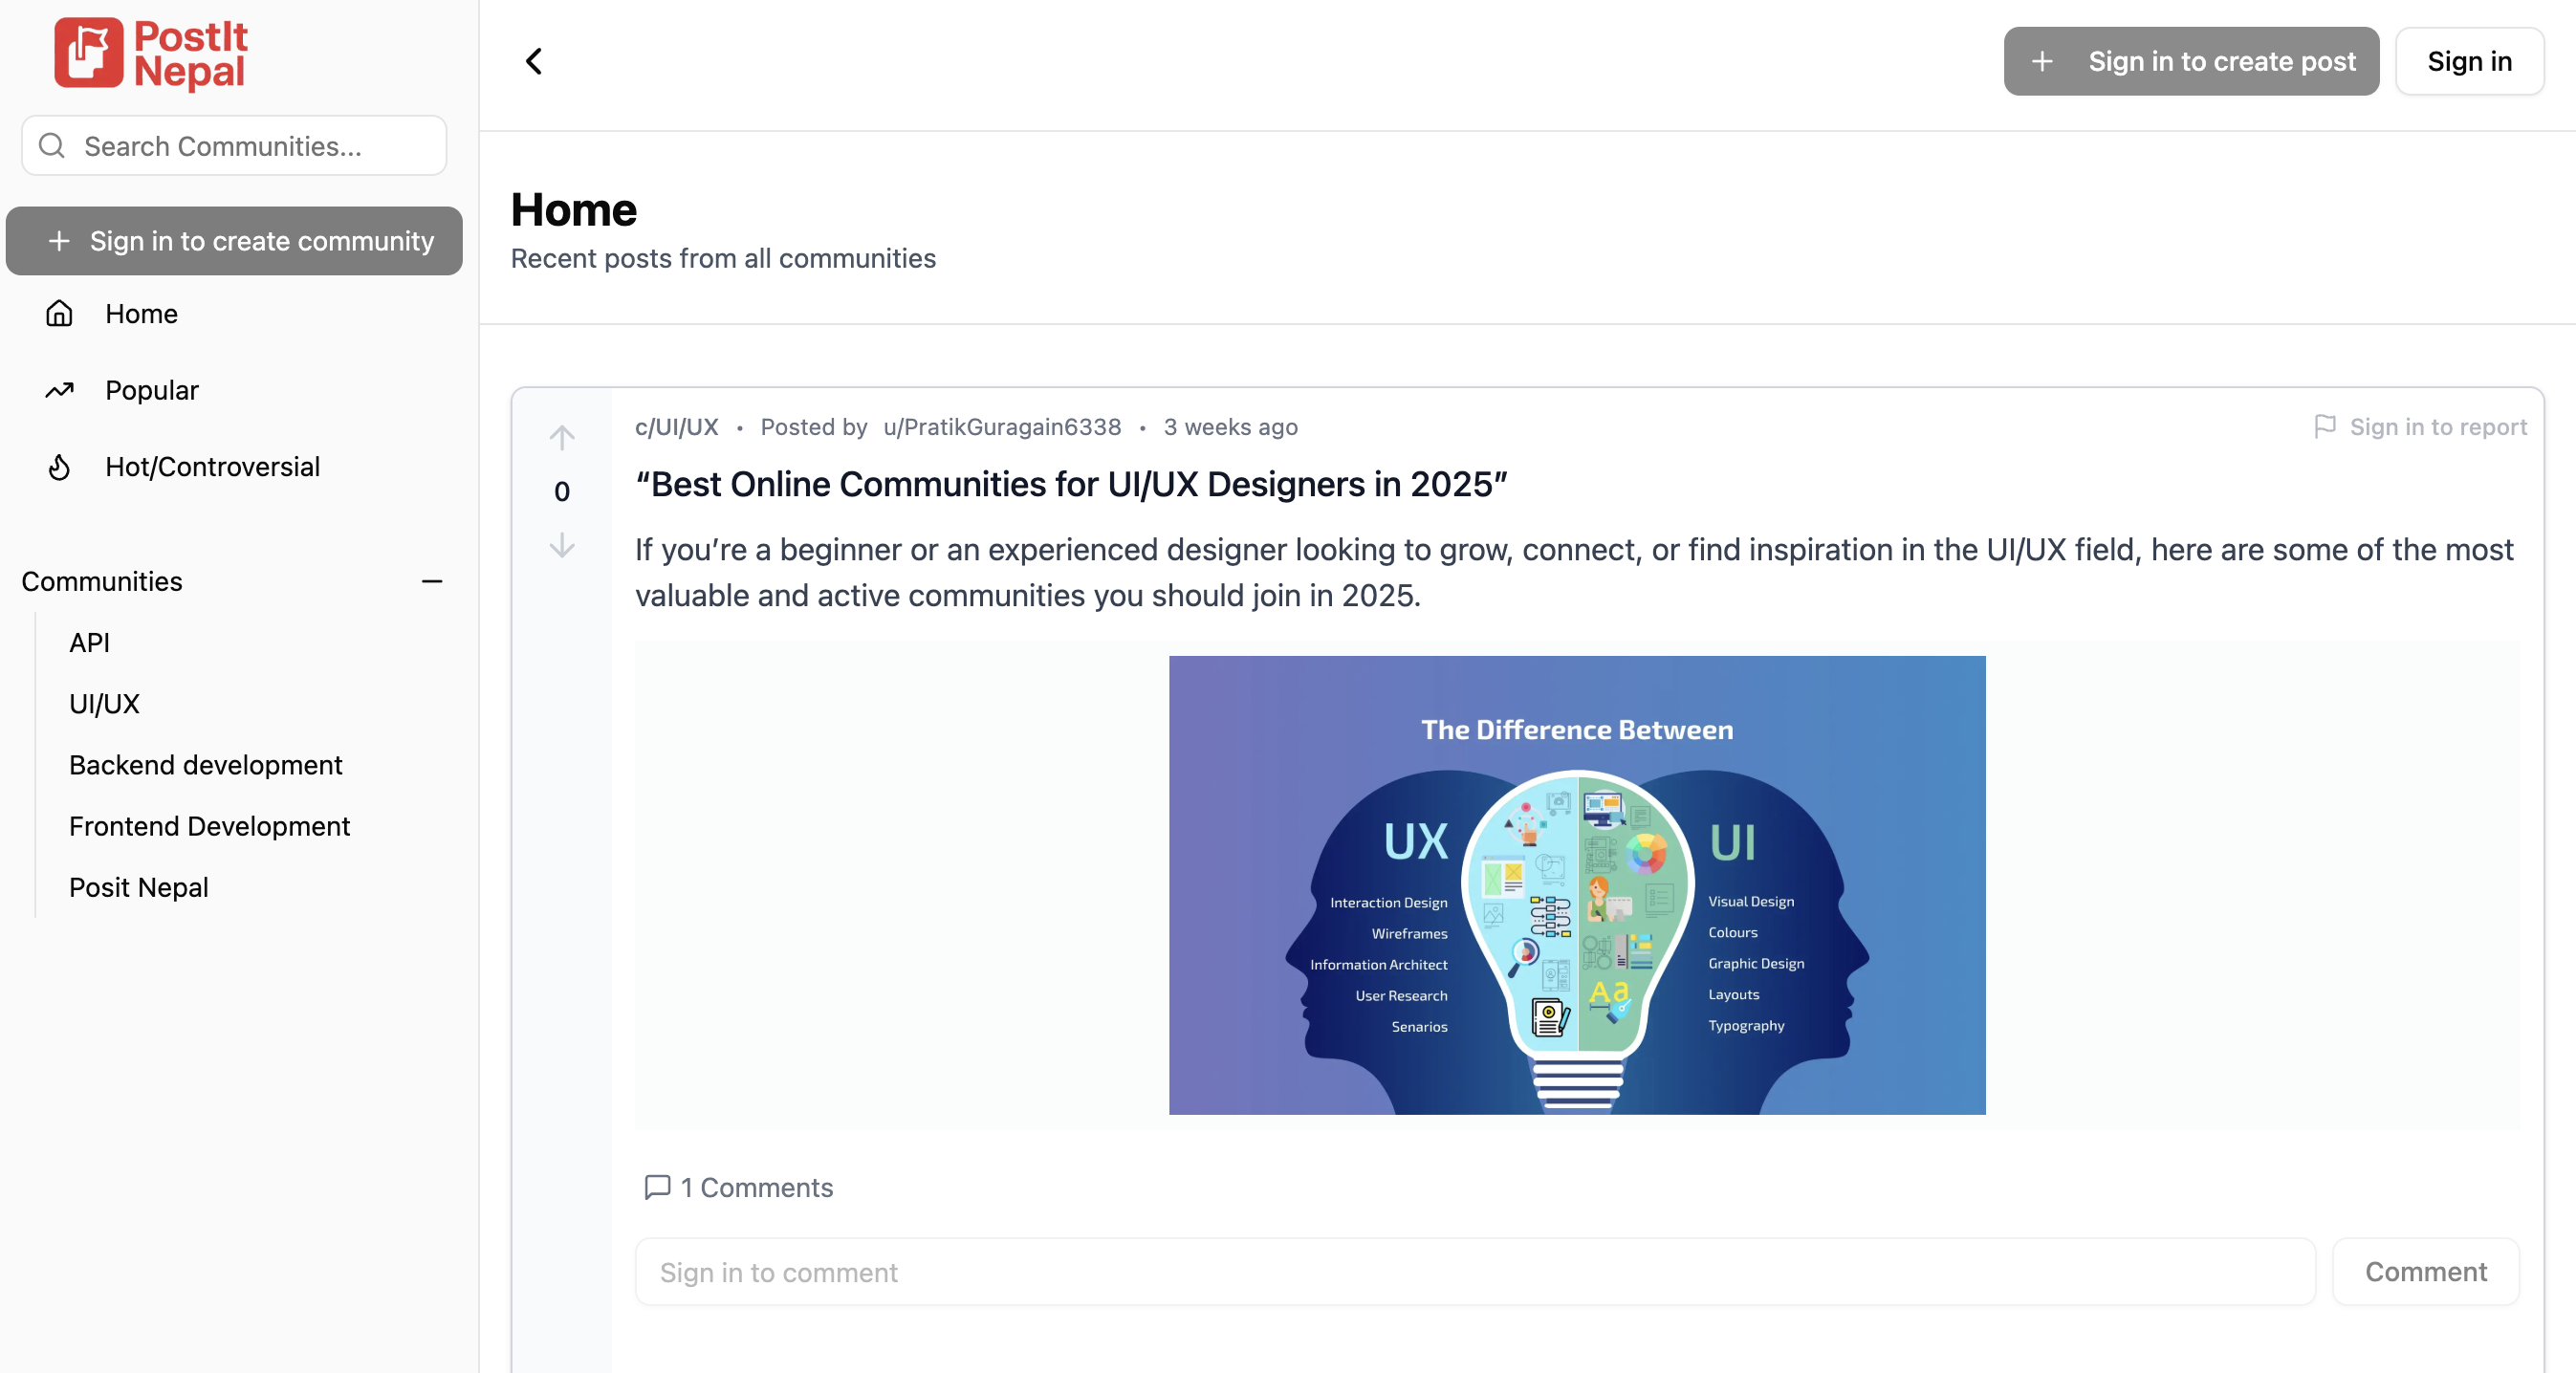 PostIt
Nepal
Search Communities...
Sign in to create community
Home
Popular
Hot/Controversial
Communities
API
UI/UX
Backend development
Frontend Development
Posit Nepal
Sign in to create post
Sign in
Home
Recent posts from all communities
c/UI/UX • Posted by u/PratikGuragain6338 • 3 weeks ago
Sign in to report
0
“Best Online Communities for UI/UX Designers in 2025”
If you’re a beginner or an experienced designer looking to grow, connect, or find inspiration in the UI/UX field, here are some of the most
valuable and active communities you should join in 2025.
The Difference Between
UX
Interaction Design
Wireframes
Information Architect
User Research
Senarios
Aa
UI
Visual Design
Colours
Graphic Design
Layouts
Typography
1 Comments
Sign in to comment
Comment